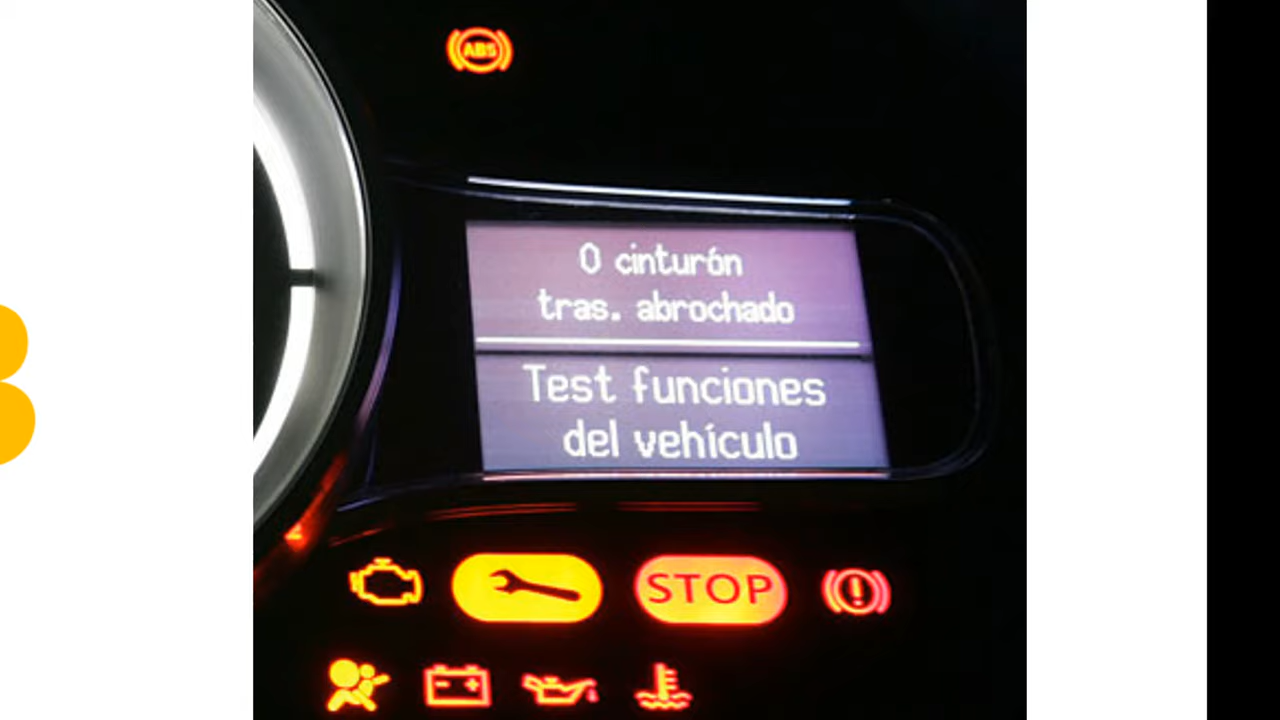 ABS
0 cinturón
tras. abrochado
Test funciones
del vehículo
STOP